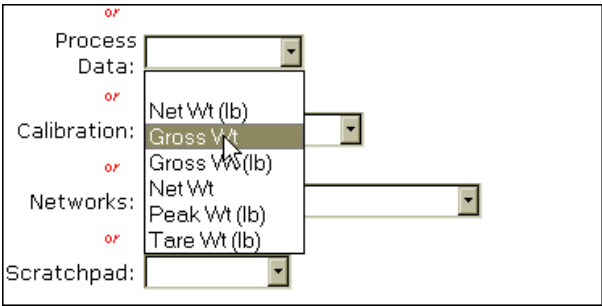 or
Process
Data:
or
Net Wt (lb)
Calibration:
Gross Wt
or
Gross Wt (lb)
Net Wt
Networks:
Peak Wt (lb)
or
Tare Wt (lb)
Scratchpad: